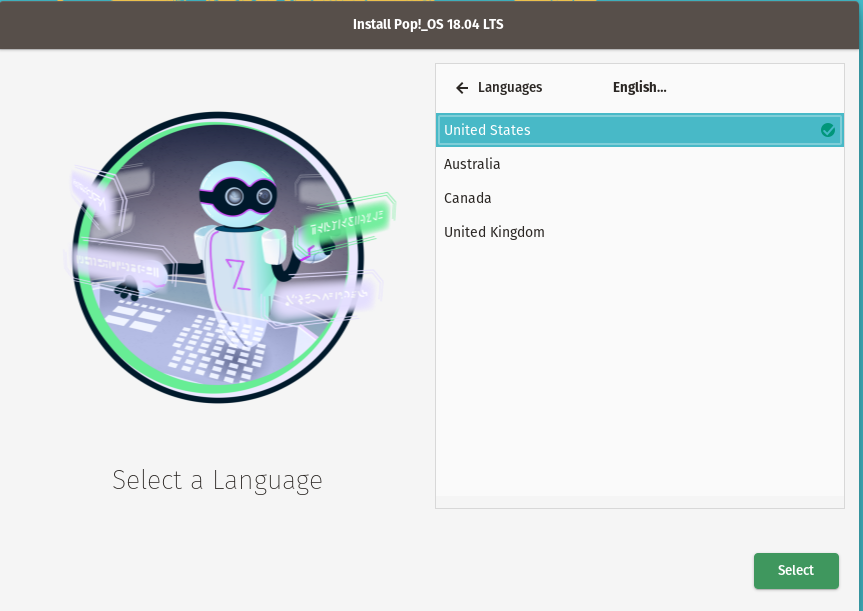 Install Pop!_OS 18.04 LTS
Languages
English...
United States
Australia
Canada
United Kingdom
Select a Language
Select